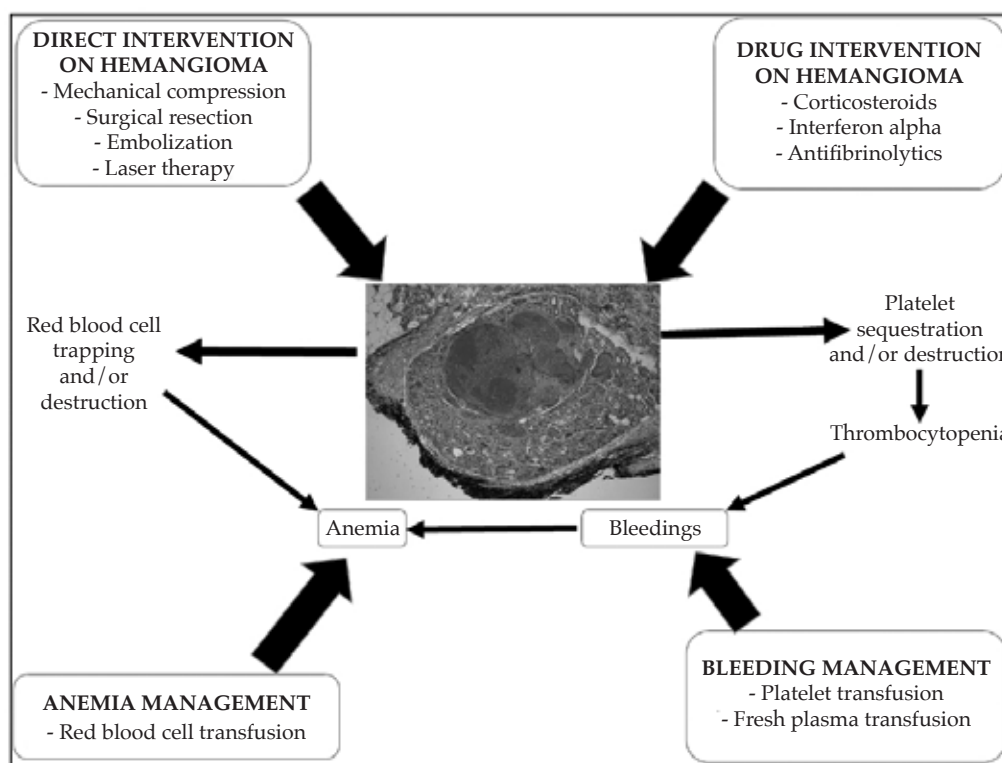 DIRECT INTERVENTION
ON HEMANGIOMA
- Mechanical compression
- Surgical resection
- Embolization
- Laser therapy
DRUG INTERVENTION
ON HEMANGIOMA
- Corticosteroids
- Interferon alpha
- Antifibrinolytics
Red blood cell
trapping
and/or
destruction
Platelet
sequestration
and/or destruction
Thrombocytopenia
Anemia
Bleedings
ANEMIA MANAGEMENT
- Red blood cell transfusion
BLEEDING MANAGEMENT
- Platelet transfusion
- Fresh plasma transfusion